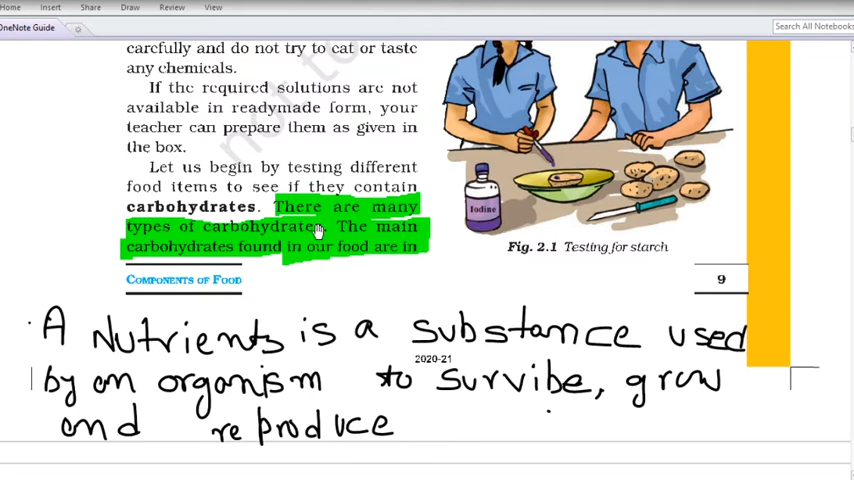 Home Insert Share Draw Review View
OneNote Guide
Search All Notebooks
carefully and do not try to eat or taste
any chemicals.
If the required solutions are not
available in readymade form, your
teacher can prepare them as given in
the box.
Let us begin by testing different
food items to see if they contain
carbohydrates. There are many
types of carbohydrates. The main
carbohydrates found in our food are in
not to
Iodine
Fig. 2.1 Testing for starch
COMPONENTS OF FOOD
9
A Nutrients is a substance used
2020-21
by an organism to survibe, grow
and reproduce